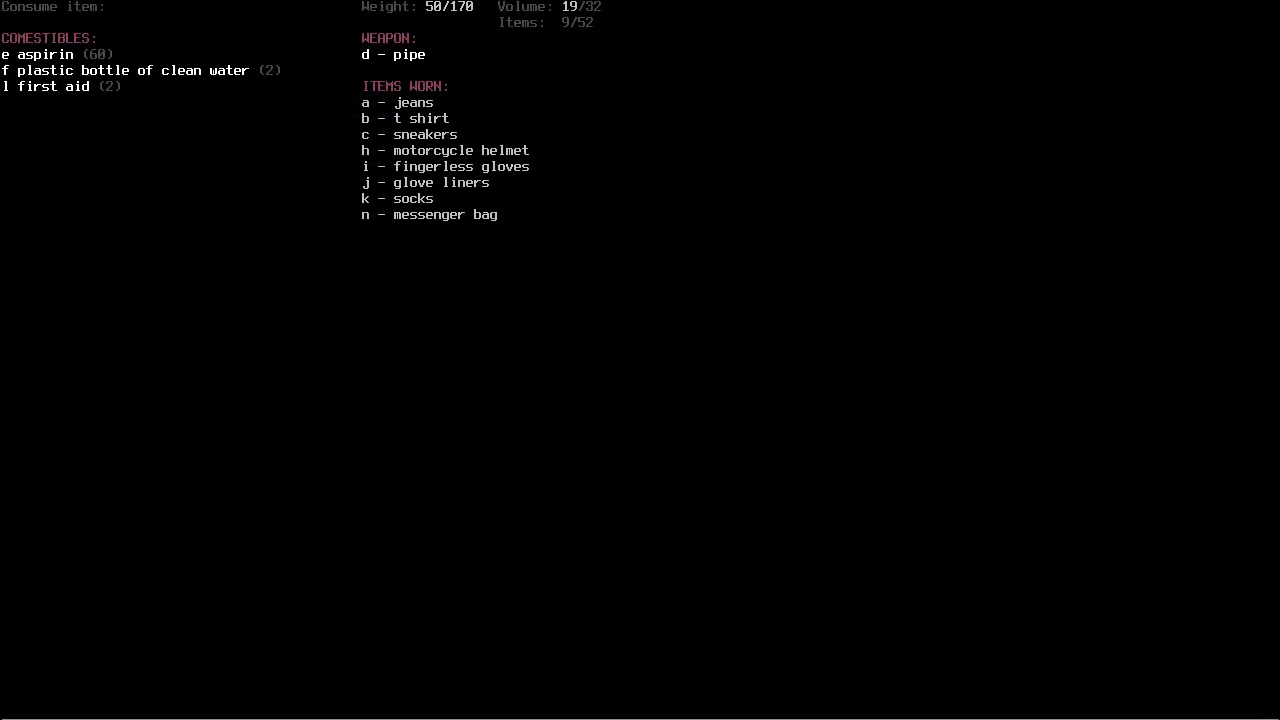 Consume item:
Weight: 50/170 Volume: 19/32
Items: 9/52
COMESTIBLES:
e aspirin (60)
f plastic bottle of clean water (2)
l first aid (2)
WEAPON:
d - pipe
ITEMS WORN:
a - jeans
b - t shirt
c - sneakers
h - motorcycle helmet
i - fingerless gloves
j - glove liners
k - socks
n - messenger bag